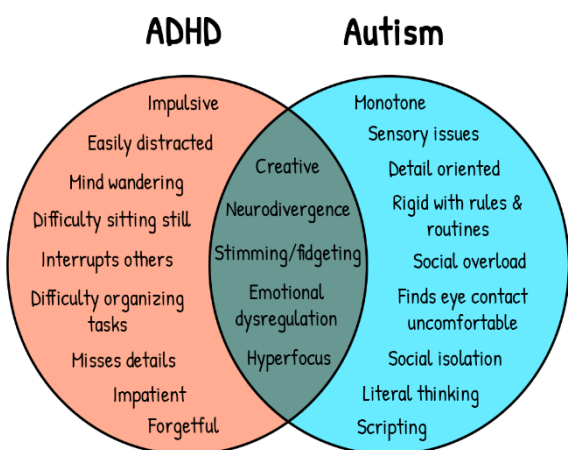 ADHD
Autism
Impulsive
Easily distracted
Mind wandering
Difficulty sitting still
Interrupts others
Difficulty organizing
tasks
Misses details
Impatient
Forgetful
Creative
Neurodivergence
Stimming/fidgeting
Emotional
dysregulation
Hyperfocus
Monotone
Sensory issues
Detail oriented
Rigid with rules &
routines
Social overload
Finds eye contact
uncomfortable
Social isolation
Literal thinking
Scripting